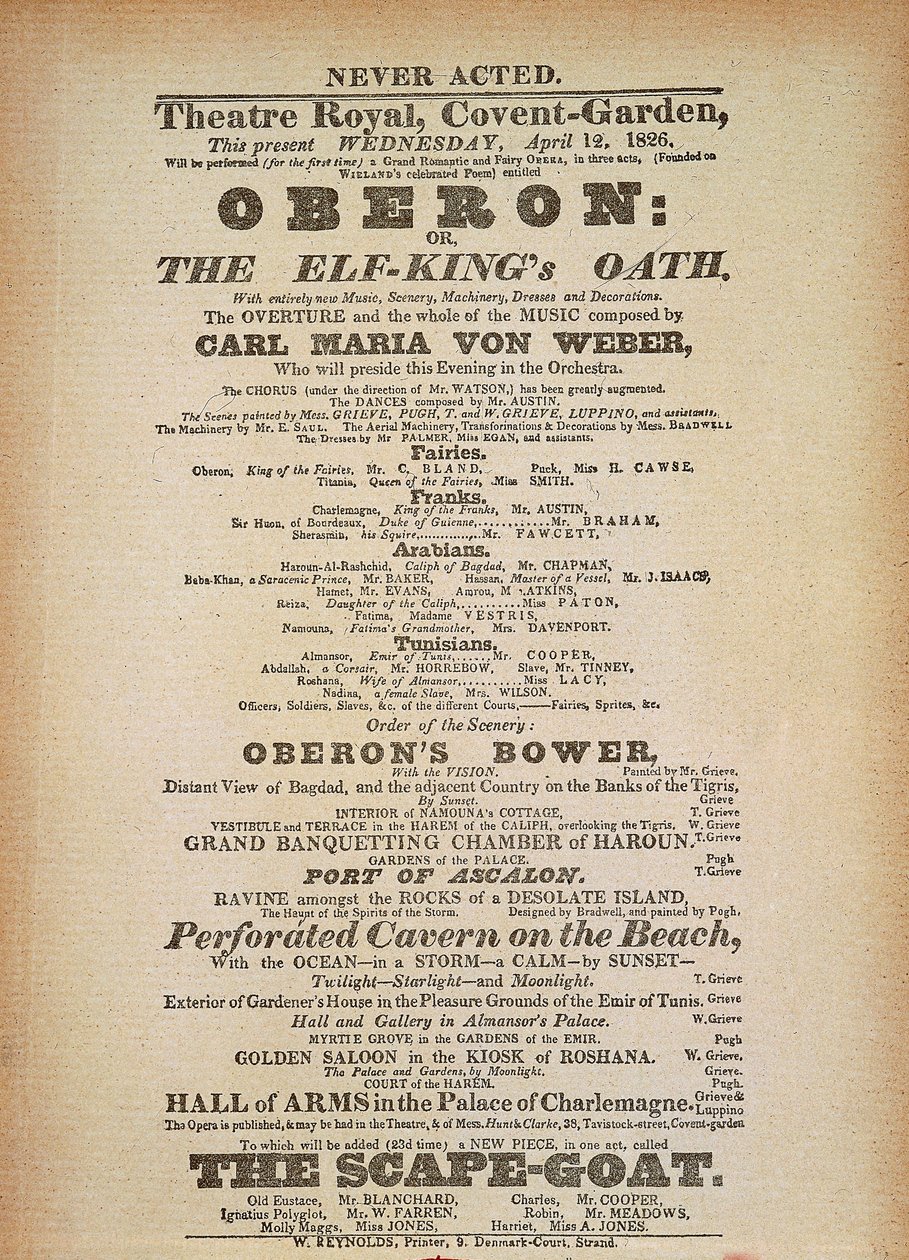 NEVER ACTED.
Theatre Royal, Covent-Garden,
This present WEDNESDAY, April 12, 1826,
Will be performed (for the first time) a Grand Romantic and Fairy OPERA, in three acts, (Founded on
WIELAND's celebrated Poem) entitled
OBERON:
OR,
THE ELF-KING's OATH.
With entirely new Music, Scenery, Machinery, Dresses and Decorations.
The OVERTURE and the whole of the MUSIC composed by
CARL MARIA VON WEBER,
Who will preside this Evening in the Orchestra.
The CHORUS (under the direction of Mr. WATSON,) has been greatly augmented.
The DANCES composed by Mr. AUSTIN.
The Scenes painted by Mess. GRIEVE, PUGH, T. and W. GRIEVE, LUPPINO, and assistants.
The Machinery by Mr. E. SAUL. The Aerial Machinery, Transformations & Decorations by Mess. BRADWELL
The Dresses by Mr PALMER, Miss EGAN, and assistants.
Fairies.
Oberon, King of the Fairies, Mr. C. BLAND, Puck, Miss H. CAWSE,
Titania, Queen of the Fairies, Miss SMITH.
Franks.
Charlemagne, King of the Franks, Mr. AUSTIN,
Sir Huon, of Bourdeaux, Duke of Guienne,............Mr. BRAHAM,
Sherasmin, his Squire,............Mr. FAWCETT,
Arabians.
Haroun-Al-Rashchid, Caliph of Bagdad, Mr. CHAPMAN,
Baba-Khan, a Saracenic Prince, Mr. BAKER, Hassan, Master of a Vessel, Mr. J. ISAACS,
Hamet, Mr. EVANS, Amrou, M .ATKINS,
Reiza, Daughter of the Caliph,..........Miss PATON,
Fatima, Madame VESTRIS,
Namouna, Fatima's Grandmother, Mrs. DAVENPORT.
Tunisians.
Almansor, Emir of Tunis,......Mr. COOPER,
Abdallah, a Corsair, Mr. HORREBOW, Slave, Mr. TINNEY,
Roshana, Wife of Almansor,..........Miss LACY,
Nadina, a female Slave, Mrs. WILSON.
Officers, Soldiers, Slaves, &c. of the different Courts,——Fairies, Sprites, &c.
Order of the Scenery:
OBERON'S BOWER,
With the VISION. Painted by Mr. Grieve.
Distant View of Bagdad, and the adjacent Country on the Banks of the Tigris,
By Sunset. Grieve
INTERIOR of NAMOUNA's COTTAGE, T. Grieve
VESTIBULE and TERRACE in the HAREM of the CALIPH, overlooking the Tigris. W. Grieve
GRAND BANQUETTING CHAMBER of HAROUN. T.Grieve
GARDENS of the PALACE. Pugh
PORT OF ASCALON. T.Grieve
RAVINE amongst the ROCKS of a DESOLATE ISLAND,
The Haunt of the Spirits of the Storm. Designed by Bradwell, and painted by Pogh,
Perforated Cavern on the Beach,
With the OCEAN—in a STORM—a CALM—by SUNSET—
Twilight—Starlight—and Moonlight. T. Grieve
Exterior of Gardener's House in the Pleasure Grounds of the Emir of Tunis. Grieve
Hall and Gallery in Almansor's Palace. W.Grieve
MYRTIE GROVE in the GARDENS of the EMIR. Pugh
GOLDEN SALOON in the KIOSK of ROSHANA. W. Grieve,
The Palace and Gardens, by Moonlight. Grieve.
COURT of the HAREM. Pugh.
HALL of ARMS in the Palace of Charlemagne. Grieve & Luppino
The Opera is published, & may be had in the Theatre, & of Mess. Hunt & Clarke, 38, Tavistock-street, Covent-garden
To which will be added (23d time) a NEW PIECE, in one act, called
THE SCAPE-GOAT.
Old Eustace, Mr. BLANCHARD, Charles, Mr. COOPER,
Ignatius Polyglot, Mr. W. FARREN, Robin, Mr. MEADOWS,
Molly Maggs, Miss JONES, Harriet, Miss A. JONES.
W. REYNOLDS, Printer, 9, Denmark-Court, Strand.